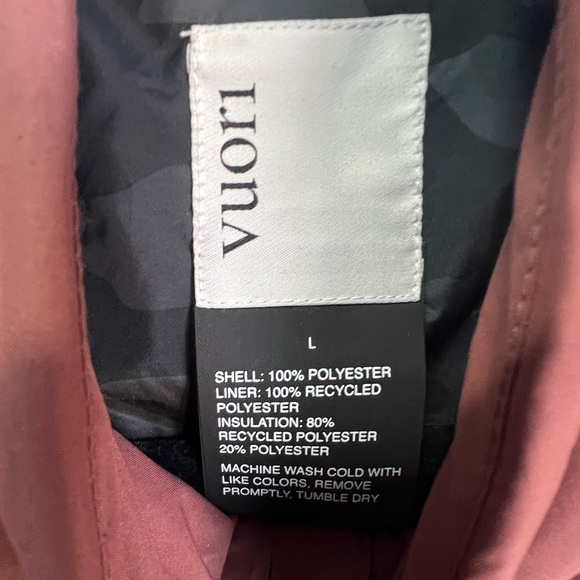 vuori
L
SHELL: 100% POLYESTER
LINER: 100% RECYCLED
POLYESTER
INSULATION: 80%
RECYCLED POLYESTER
20% POLYESTER
MACHINE WASH COLD WITH
LIKE COLORS, REMOVE
PROMPTLY. TUMBLE DRY